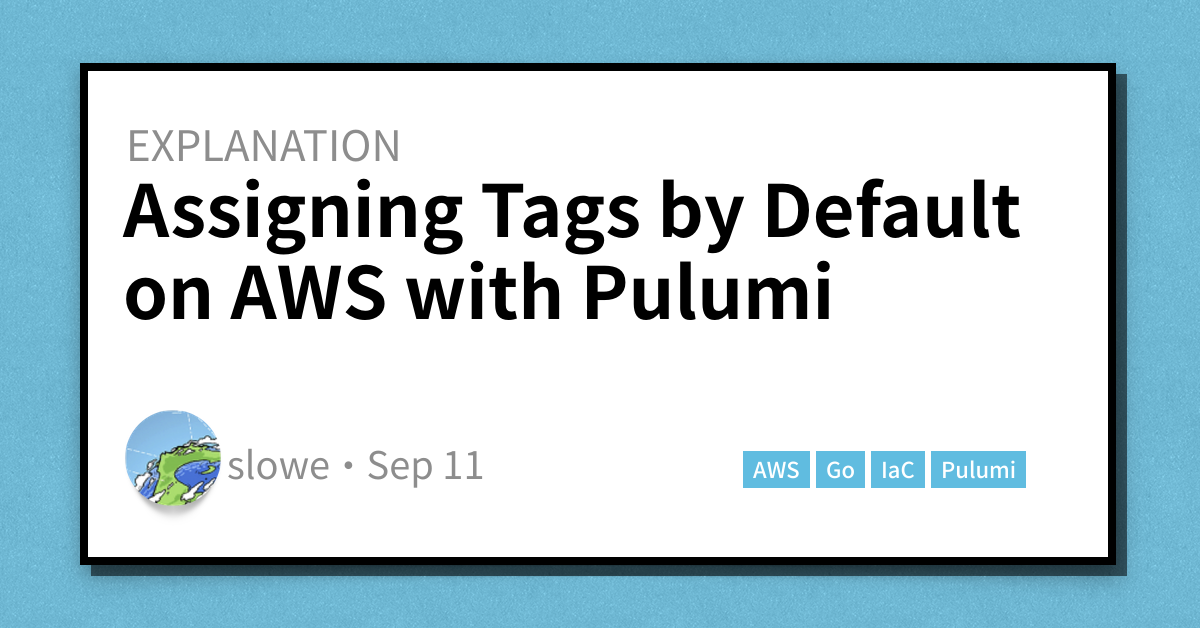 EXPLANATION
Assigning Tags by Default
on AWS with Pulumi
slowe • Sep 11
AWS Go IaC Pulumi